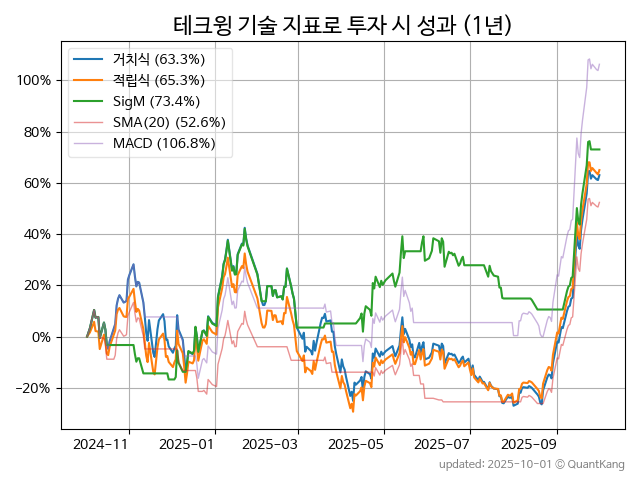 테크윙 기술 지표로 투자 시 성과 (1년)
거치식 (63.3%)
적립식 (65.3%)
SigM (73.4%)
SMA(20) (52.6%)
MACD (106.8%)
100%
80%
60%
40%
20%
0%
−20%
2024-11 2025-01 2025-03 2025-05 2025-07 2025-09
updated: 2025-10-01 © QuantKang